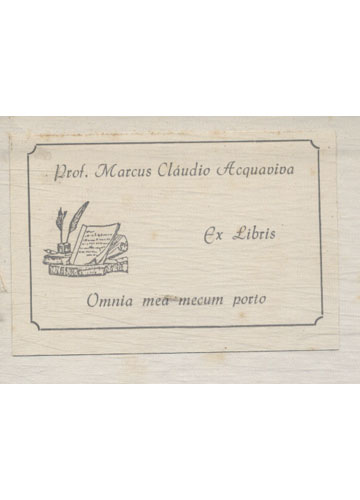 Prof. Marcus Cláudio Acquaviva
Ex Libris
Omnia mea mecum porto